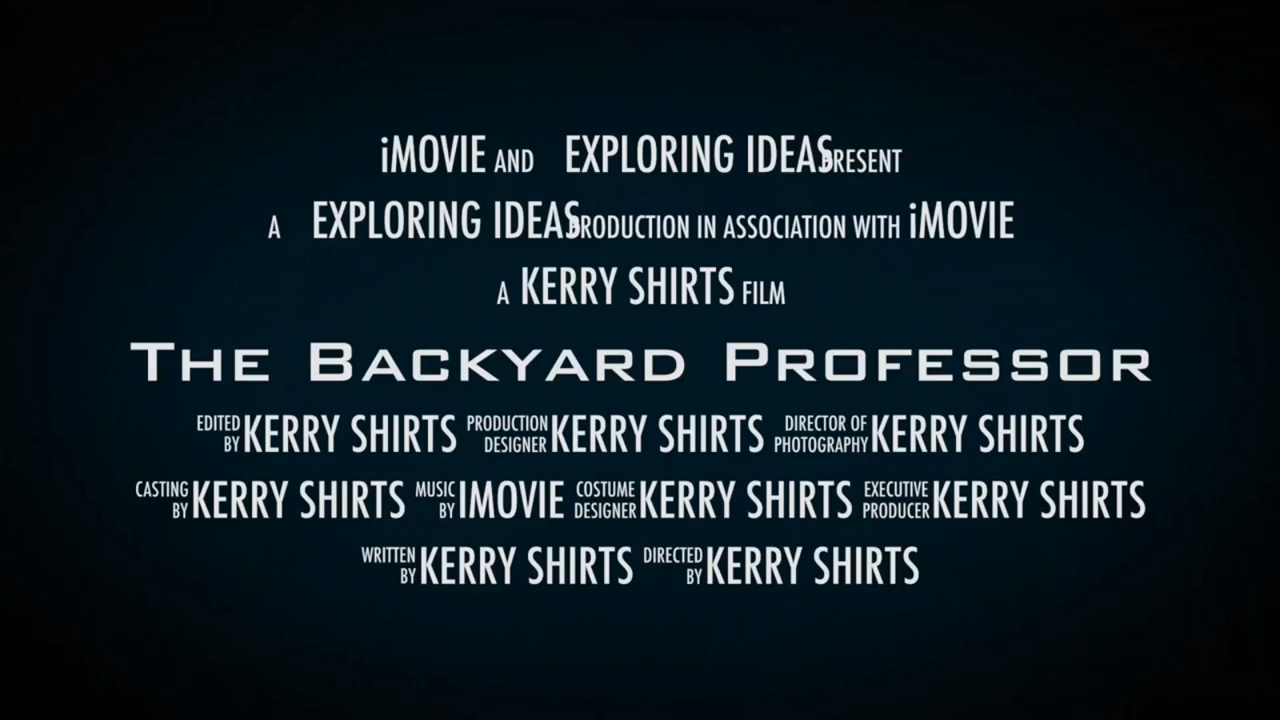 iMOVIE AND EXPLORING IDEAS PRESENT
A EXPLORING IDEAS PRODUCTION IN ASSOCIATION WITH iMOVIE
A KERRY SHIRTS FILM
THE BACKYARD PROFESSOR
EDITED BY KERRY SHIRTS PRODUCTION DESIGNER KERRY SHIRTS DIRECTOR OF PHOTOGRAPHY KERRY SHIRTS
CASTING BY KERRY SHIRTS MUSIC BY IMOVIE COSTUME DESIGNER KERRY SHIRTS EXECUTIVE PRODUCER KERRY SHIRTS
WRITTEN BY KERRY SHIRTS DIRECTED BY KERRY SHIRTS